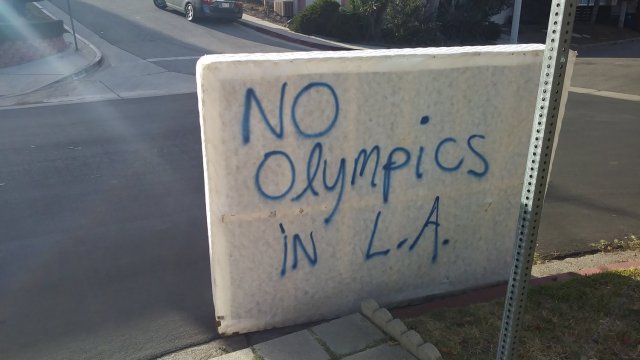 NO
Olympics
iN L.A.